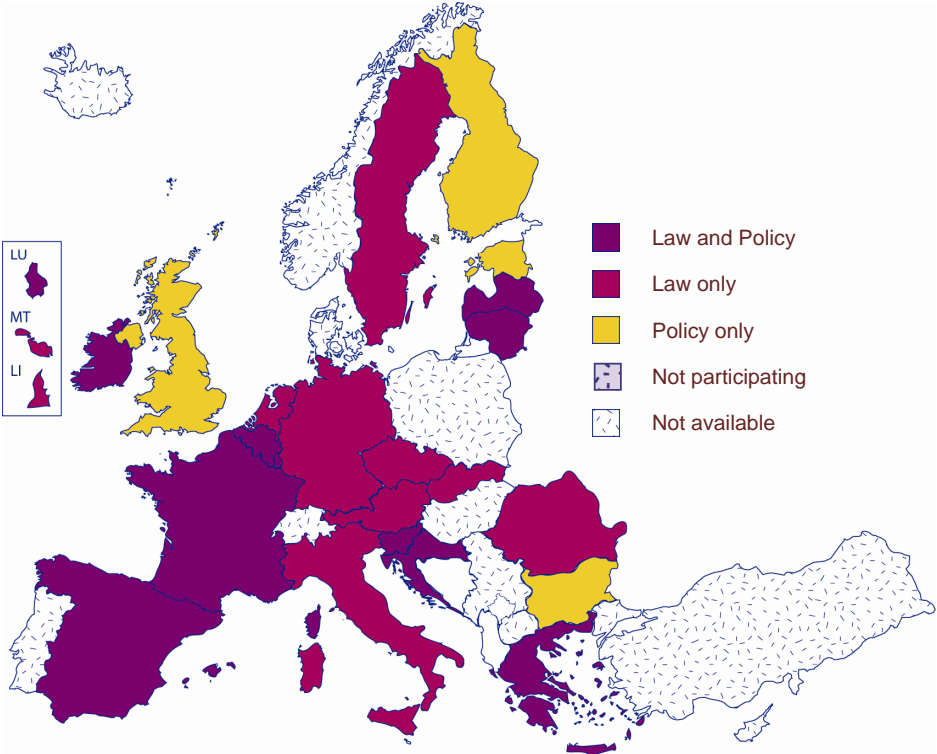 LU
MT
LI
Law and Policy
Law only
Policy only
Not participating
Not available